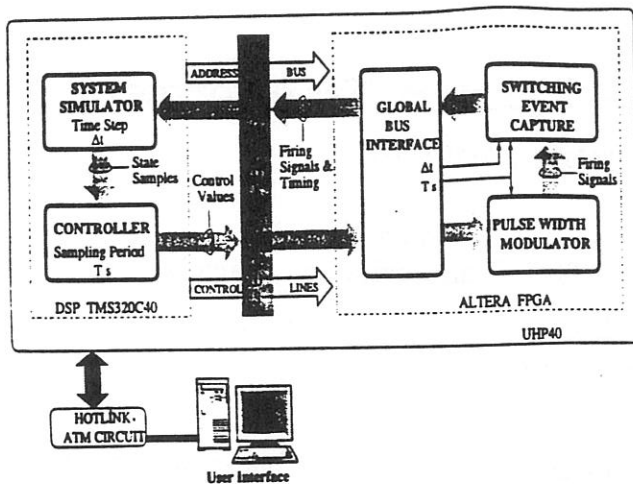 ADDRESS BUS
SYSTEM
SIMULATOR
Time Step
Δt
State
Samples
CONTROLLER
Sampling Period
T s
Control
Values
Firing
Signals &
Timing
CONTROL LINES
DSP TMS320C40
GLOBAL
BUS
INTERFACE
Δt
T s
SWITCHING
EVENT
CAPTURE
Firing
Signals
PULSE WIDTH
MODULATOR
ALTERA FPGA
UHP40
HOTLINK
ATM CIRCUIT
User Interface